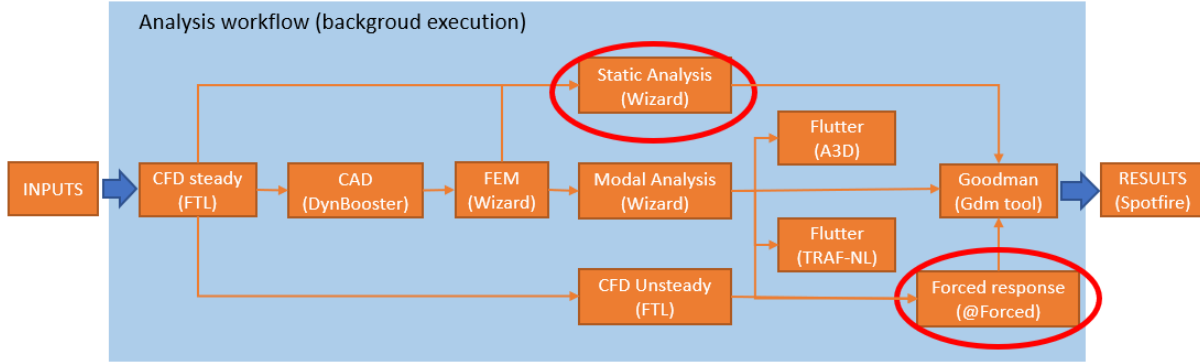 Analysis workflow (backgroud execution)
Static Analysis
(Wizard)
Flutter
(A3D)
INPUTS
CFD steady
(FTL)
CAD
(DynBooster)
FEM
(Wizard)
Modal Analysis
(Wizard)
Goodman
(Gdm tool)
RESULTS
(Spotfire)
Flutter
(TRAF-NL)
CFD Unsteady
(FTL)
Forced response
(@Forced)